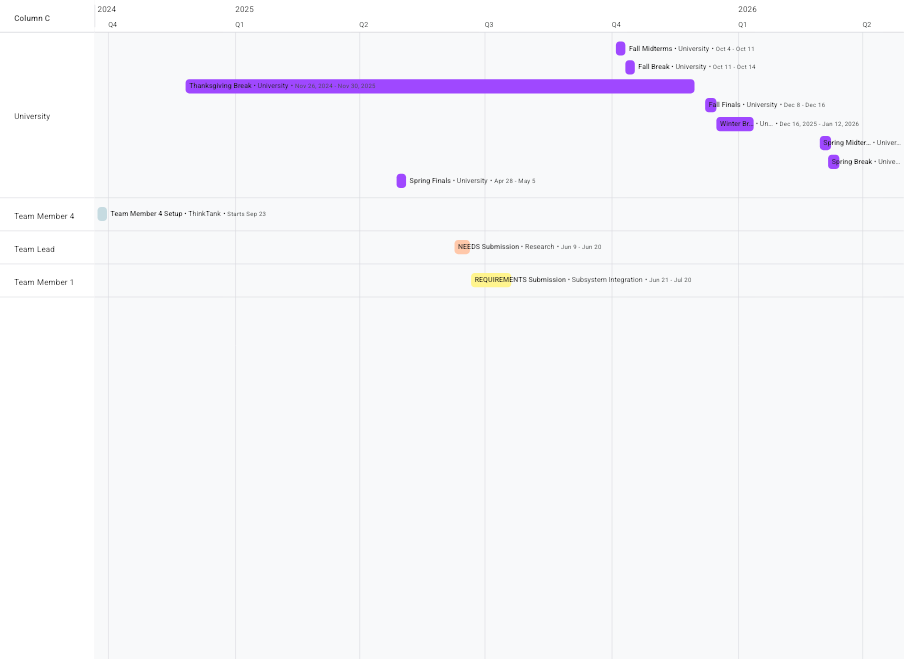 Column C
2024 2025 2026
Q4 Q1 Q2 Q3 Q4 Q1 Q2
University
Fall Midterms • University • Oct 4 - Oct 11
Fall Break • University • Oct 11 - Oct 14
Thanksgiving Break • University • Nov 26, 2024 - Nov 30, 2025
Fall Finals • University • Dec 8 - Dec 16
Winter Br... • Un... • Dec 16, 2025 - Jan 12, 2026
Spring Midter... • Univer...
Spring Break • Unive...
Spring Finals • University • Apr 28 - May 5
Team Member 4
Team Member 4 Setup • ThinkTank • Starts Sep 23
Team Lead
NEEDS Submission • Research • Jun 9 - Jun 20
Team Member 1
REQUIREMENTS Submission • Subsystem Integration • Jun 21 - Jul 20